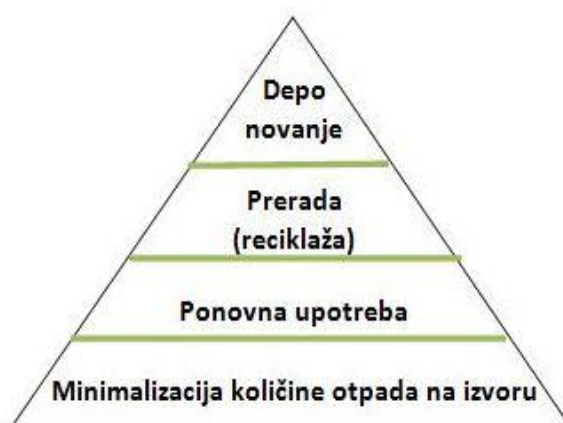 Depo
novanje
Prerada
(reciklaža)
Ponovna upotreba
Minimalizacija količine otpada na izvoru